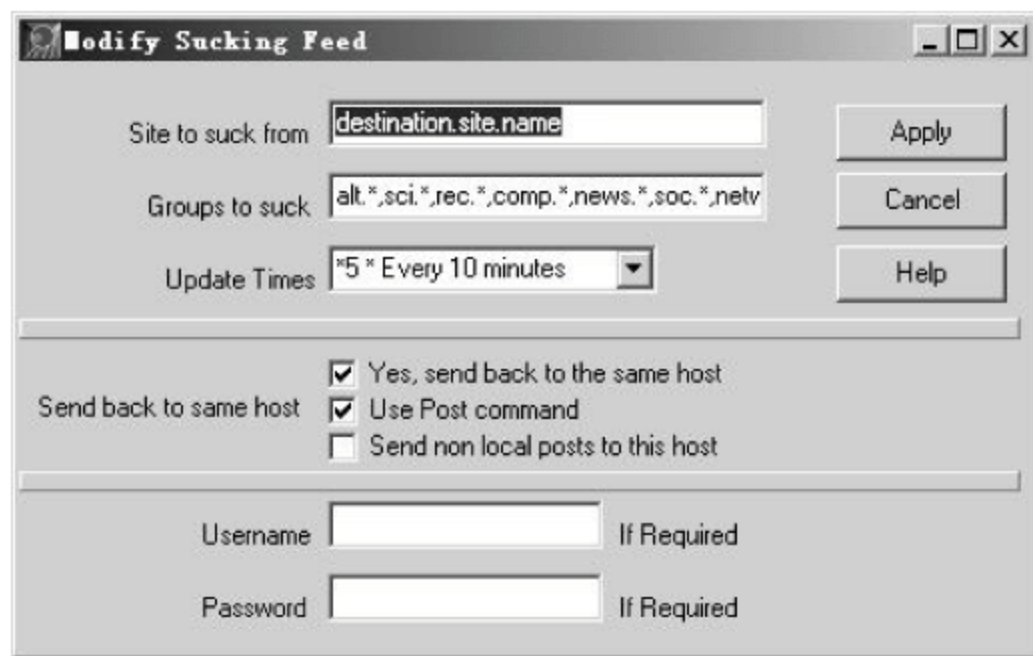 Modify Sucking Feed
Site to suck from destination.site.name Apply
Groups to suck alt.*,sci.*,rec.*,comp.*,news.*,soc.*,netv Cancel
Update Times *5 * Every 10 minutes Help
Yes, send back to the same host
Send back to same host Use Post command
Send non local posts to this host
Username If Required
Password If Required